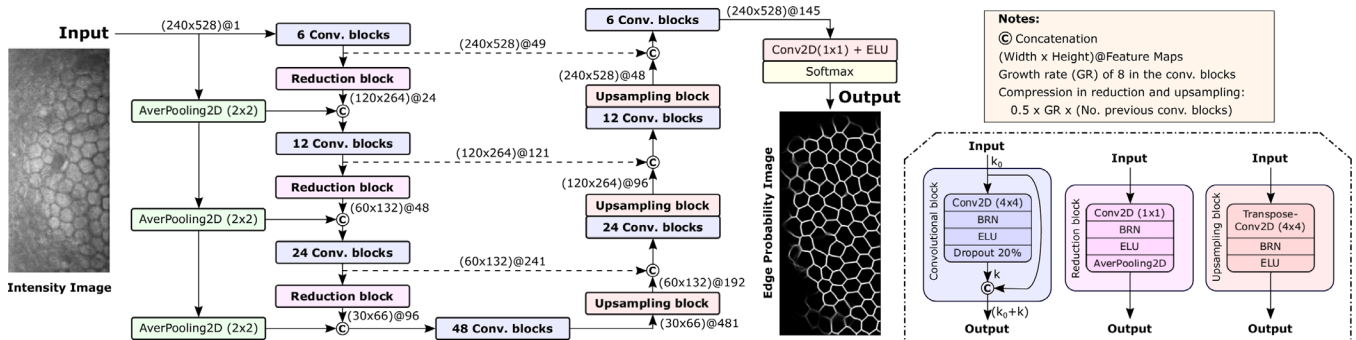 Input
(240x528)@1
6 Conv. blocks
(240x528)@49
Reduction block
(120x264)@24
AverPooling2D (2x2)
C
12 Conv. blocks
(120x264)@121
Reduction block
(60x132)@48
AverPooling2D (2x2)
C
24 Conv. blocks
(60x132)@241
Reduction block
(30x66)@96
AverPooling2D (2x2)
C
48 Conv. blocks
(30x66)@481
Intensity Image
Upsampling block
(60x132)@192
C
24 Conv. blocks
Upsampling block
(120x264)@96
C
12 Conv. blocks
Upsampling block
(240x528)@48
C
6 Conv. blocks
(240x528)@145
Conv2D(1x1) + ELU
Softmax
Output
Edge Probability Image
Notes:
C Concatenation
(Width x Height)@Feature Maps
Growth rate (GR) of 8 in the conv. blocks
Compression in reduction and upsampling:
0.5 x GR x (No. previous conv. blocks)
Input
k₀
Convolutional block
Conv2D (4x4)
BRN
ELU
Dropout 20%
k
C
(k₀+k)
Output
Input
Reduction block
Conv2D (1x1)
BRN
ELU
AverPooling2D
Output
Input
Upsampling block
Transpose-
Conv2D (4x4)
BRN
ELU
Output